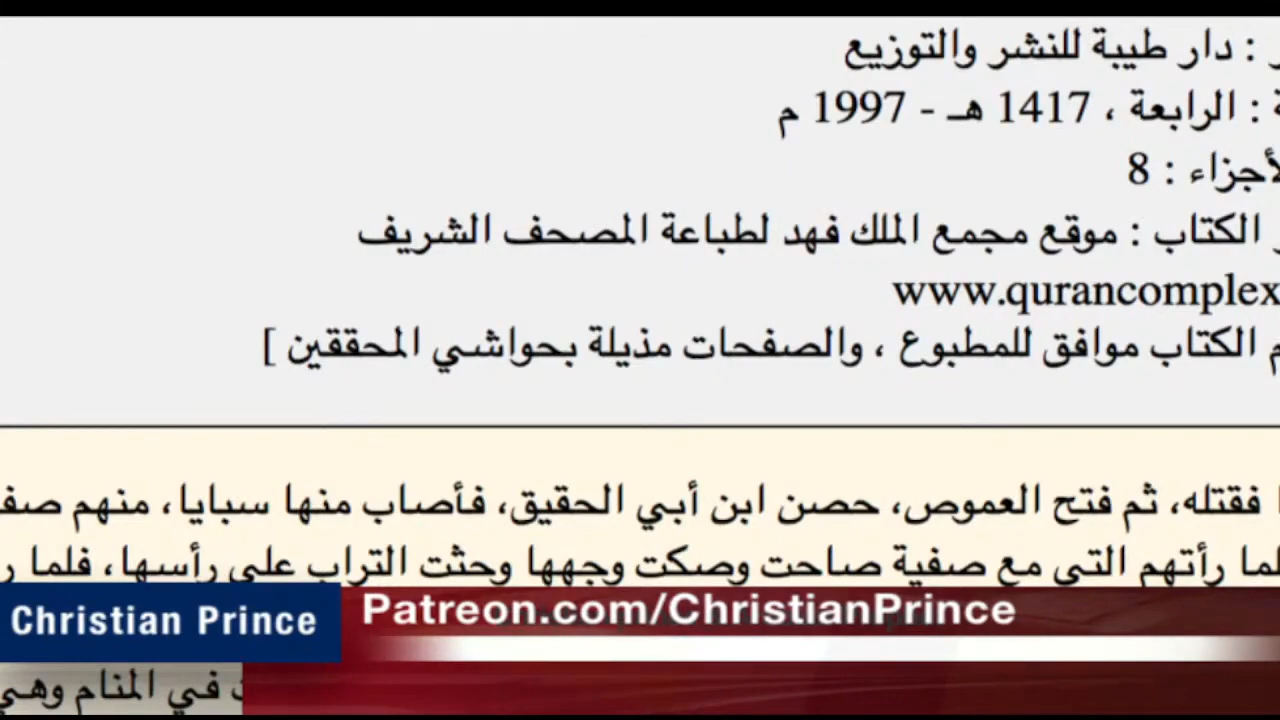 ر : دار طيبة للنشر والتوزيع
ة : الرابعة ، 1417 هـ - 1997 م
لأجزاء : 8
ر الكتاب : موقع مجمع الملك فهد لطباعة المصحف الشريف
www.qurancomplex
م الكتاب موافق للمطبوع ، والصفحات مذيلة بحواشي المحققين ]
ا فقتله، ثم فتح العموص، حصن ابن أبي الحقيق، فأصاب منها سبايا، منهم صف
لما رأتهم التي مع صفية صاحت وصكت وجهها وحثت التراب على رأسها، فلما ر
Christian Prince
Patreon.com/ChristianPrince
في المنام وهي